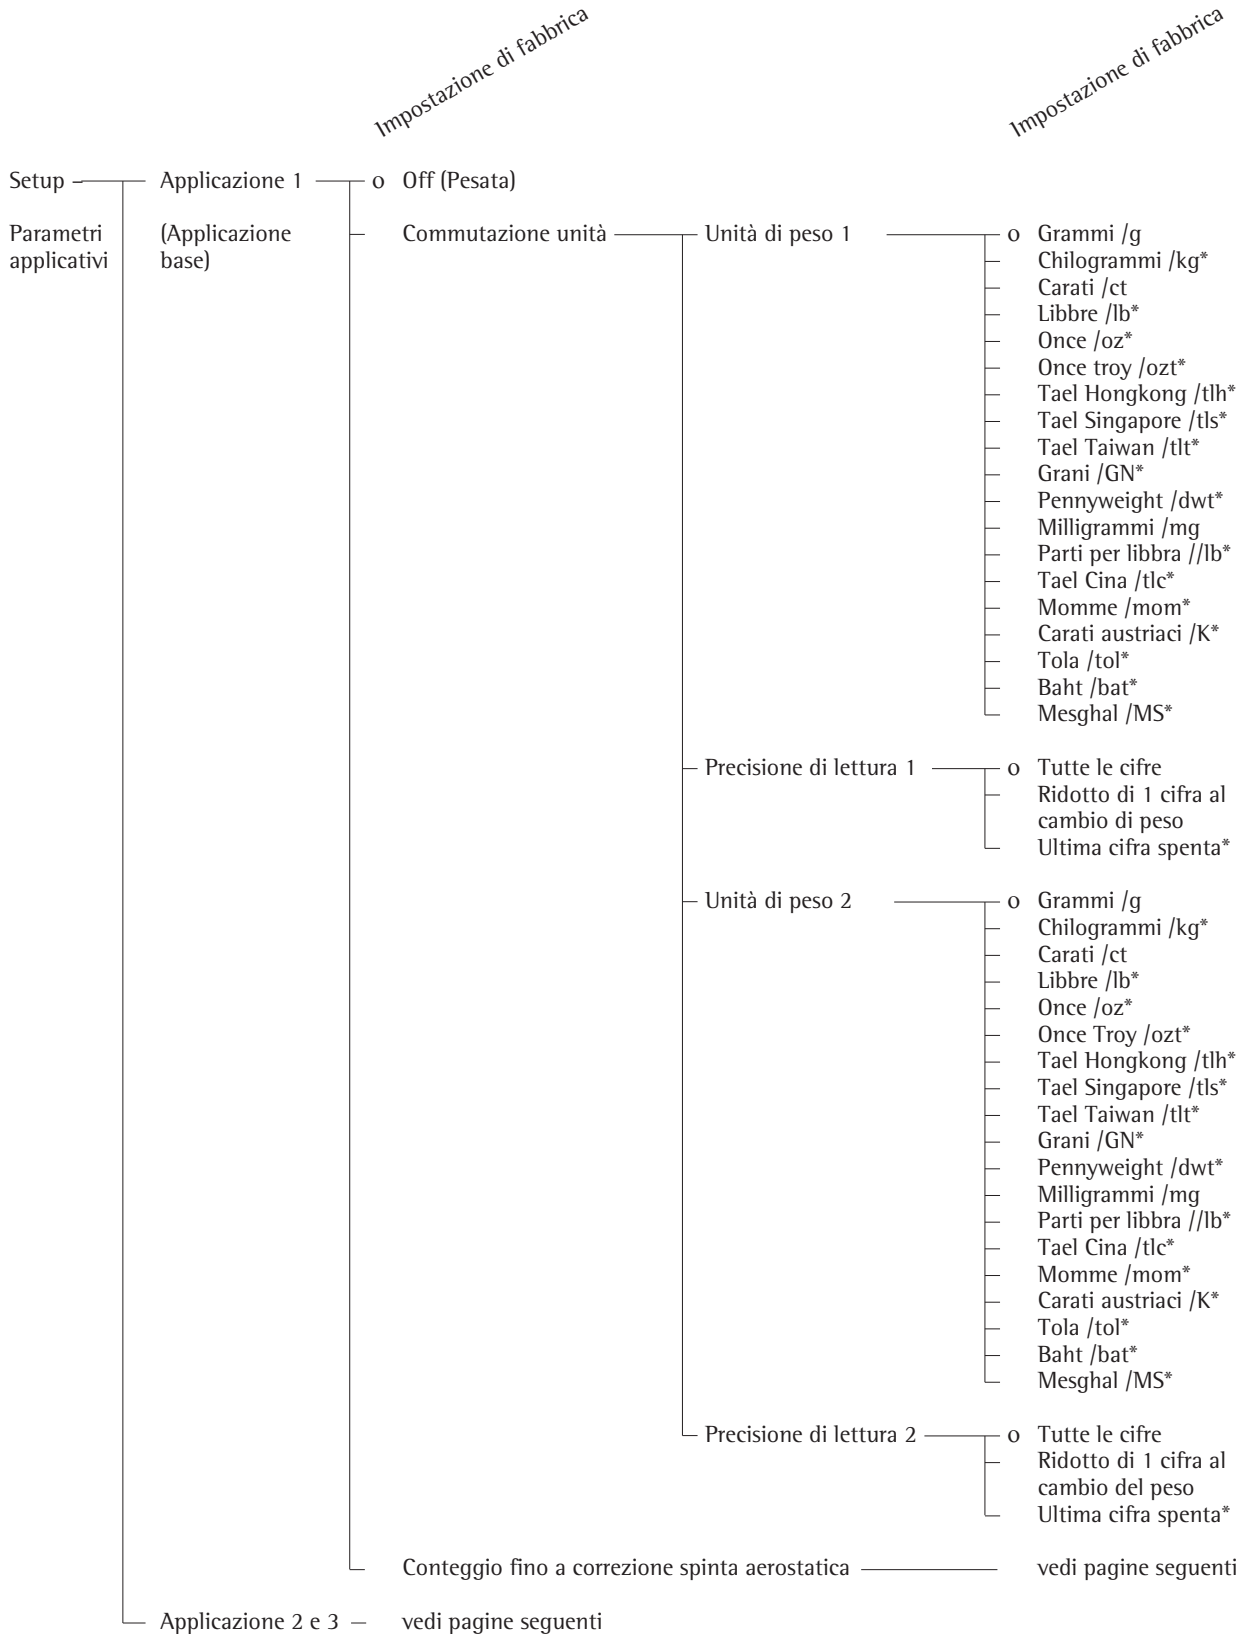 Impostazione di fabbrica
Impostazione di fabbrica
Setup
Applicazione 1
o Off (Pesata)
Parametri
applicativi
(Applicazione
base)
Commutazione unità
Unità di peso 1
o Grammi /g
Chilogrammi /kg*
Carati /ct
Libbre /lb*
Once /oz*
Once troy /ozt*
Tael Hongkong /tlh*
Tael Singapore /tls*
Tael Taiwan /tlt*
Grani /GN*
Pennyweight /dwt*
Milligrammi /mg
Parti per libbra //lb*
Tael Cina /tlc*
Momme /mom*
Carati austriaci /K*
Tola /tol*
Baht /bat*
Mesghal /MS*
Precisione di lettura 1
o Tutte le cifre
Ridotto di 1 cifra al
cambio di peso
Ultima cifra spenta*
Unità di peso 2
o Grammi /g
Chilogrammi /kg*
Carati /ct
Libbre /lb*
Once /oz*
Once Troy /ozt*
Tael Hongkong /tlh*
Tael Singapore /tls*
Tael Taiwan /tlt*
Grani /GN*
Pennyweight /dwt*
Milligrammi /mg
Parti per libbra //lb*
Tael Cina /tlc*
Momme /mom*
Carati austriaci /K*
Tola /tol*
Baht /bat*
Mesghal /MS*
Precisione di lettura 2
o Tutte le cifre
Ridotto di 1 cifra al
cambio del peso
Ultima cifra spenta*
Conteggio fino a correzione spinta aerostatica
vedi pagine seguenti
Applicazione 2 e 3
vedi pagine seguenti